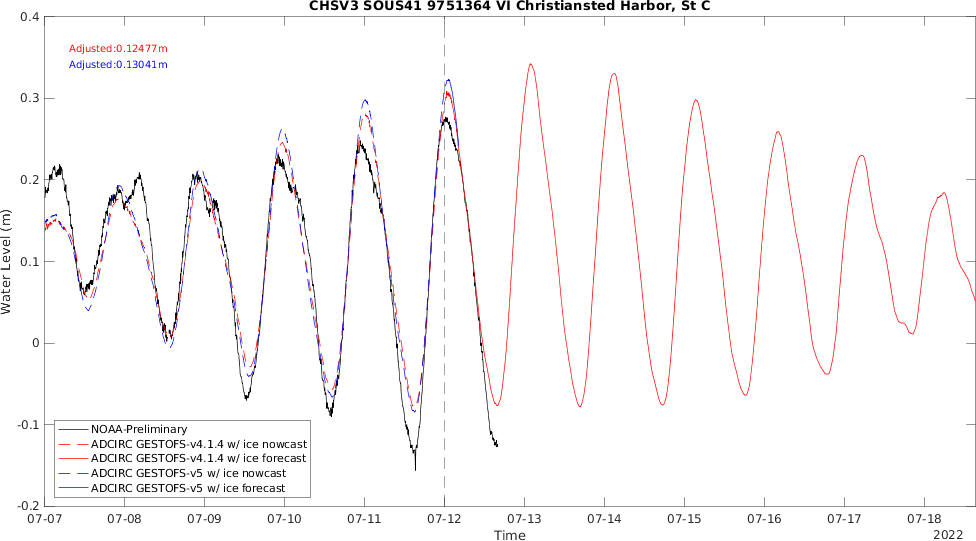 CHSV3 SOUS41 9751364 VI Christiansted Harbor, St C
0.4
Adjusted:0.12477m
Adjusted:0.13041m
0.3
0.2
0.1
0
-0.1
-0.2
Water Level (m)
NOAA-Preliminary
ADCIRC GESTOFS-v4.1.4 w/ ice nowcast
ADCIRC GESTOFS-v4.1.4 w/ ice forecast
ADCIRC GESTOFS-v5 w/ ice nowcast
ADCIRC GESTOFS-v5 w/ ice forecast
07-07 07-08 07-09 07-10 07-11 07-12 07-13 07-14 07-15 07-16 07-17 07-18
Time
2022